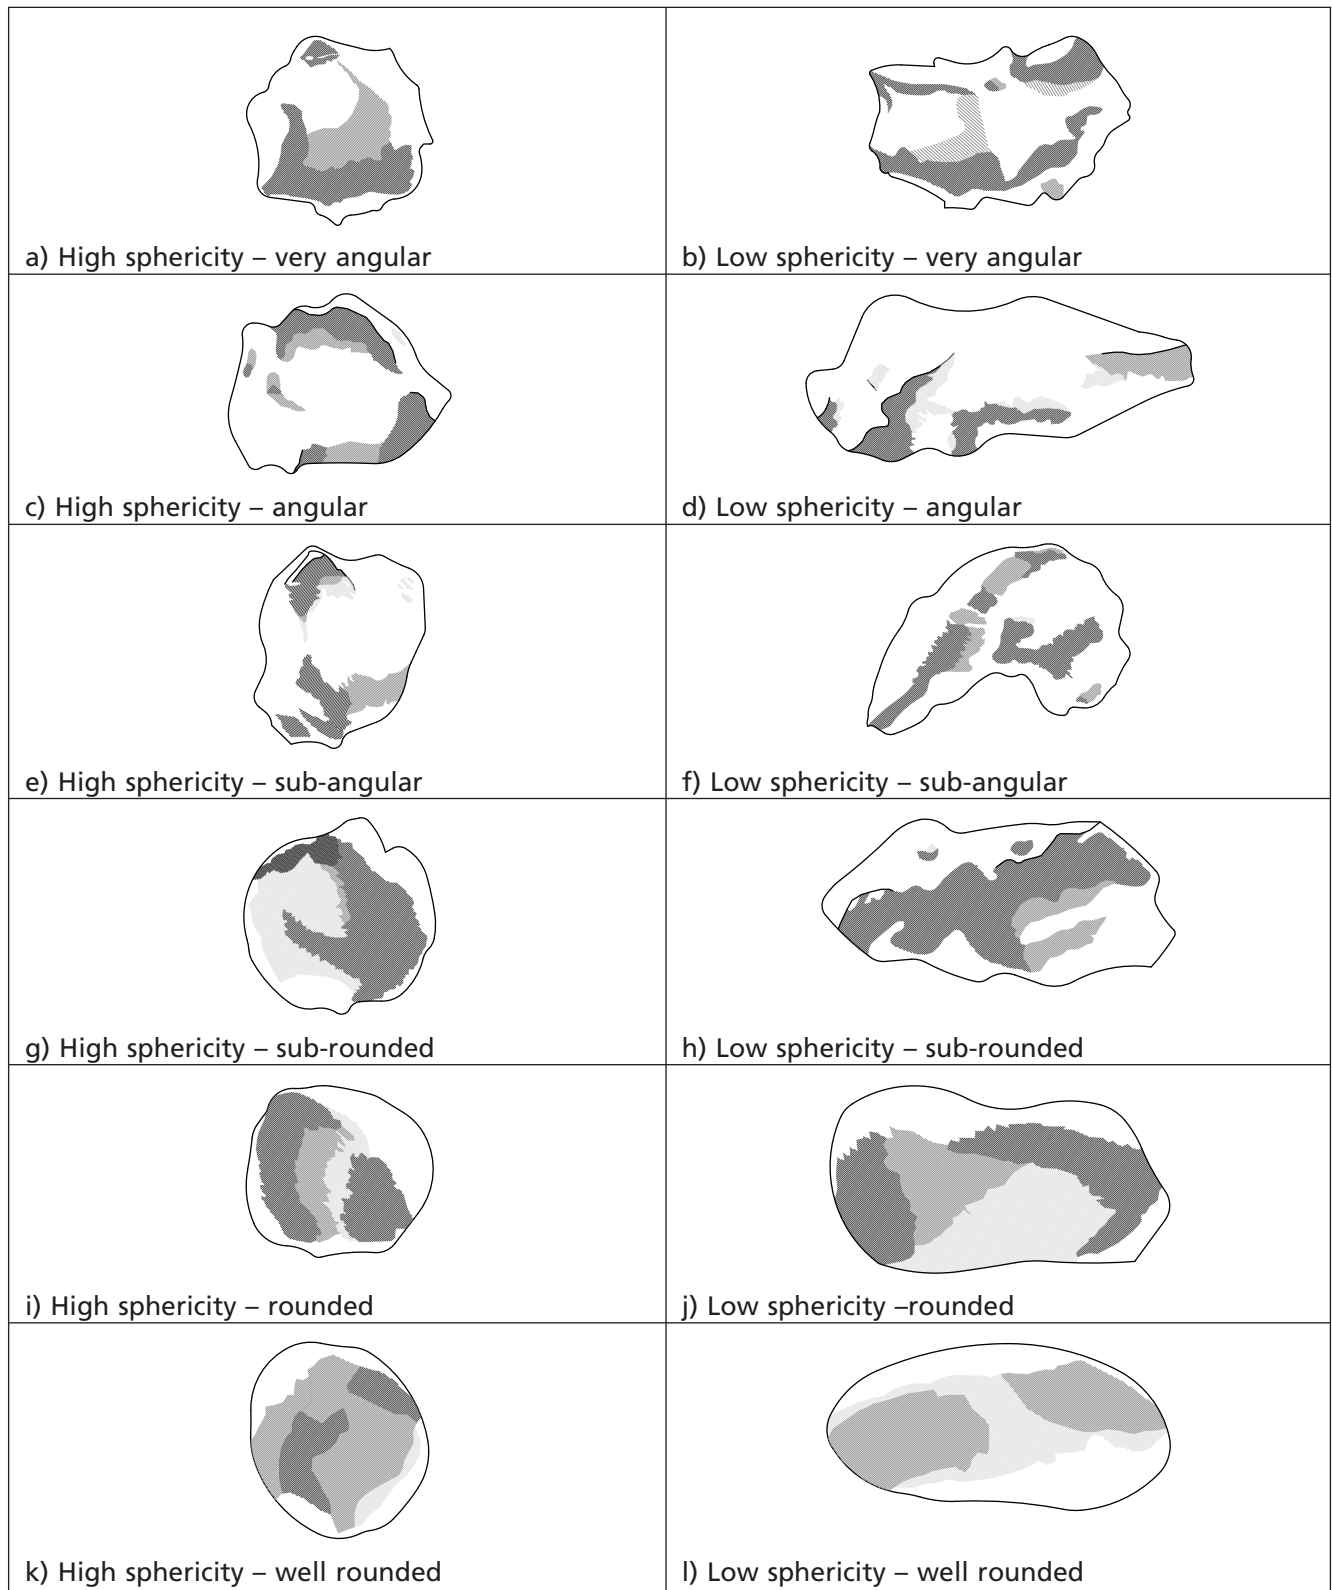 a) High sphericity – very angular
b) Low sphericity – very angular
c) High sphericity – angular
d) Low sphericity – angular
e) High sphericity – sub-angular
f) Low sphericity – sub-angular
g) High sphericity – sub-rounded
h) Low sphericity – sub-rounded
i) High sphericity – rounded
j) Low sphericity –rounded
k) High sphericity – well rounded
l) Low sphericity – well rounded